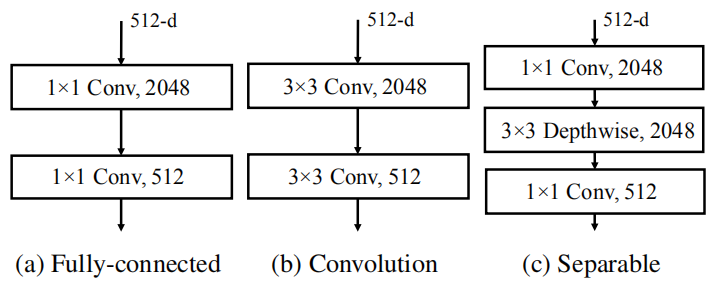 512-d
1×1 Conv, 2048
1×1 Conv, 512
(a) Fully-connected
512-d
3×3 Conv, 2048
3×3 Conv, 512
(b) Convolution
512-d
1×1 Conv, 2048
3×3 Depthwise, 2048
1×1 Conv, 512
(c) Separable